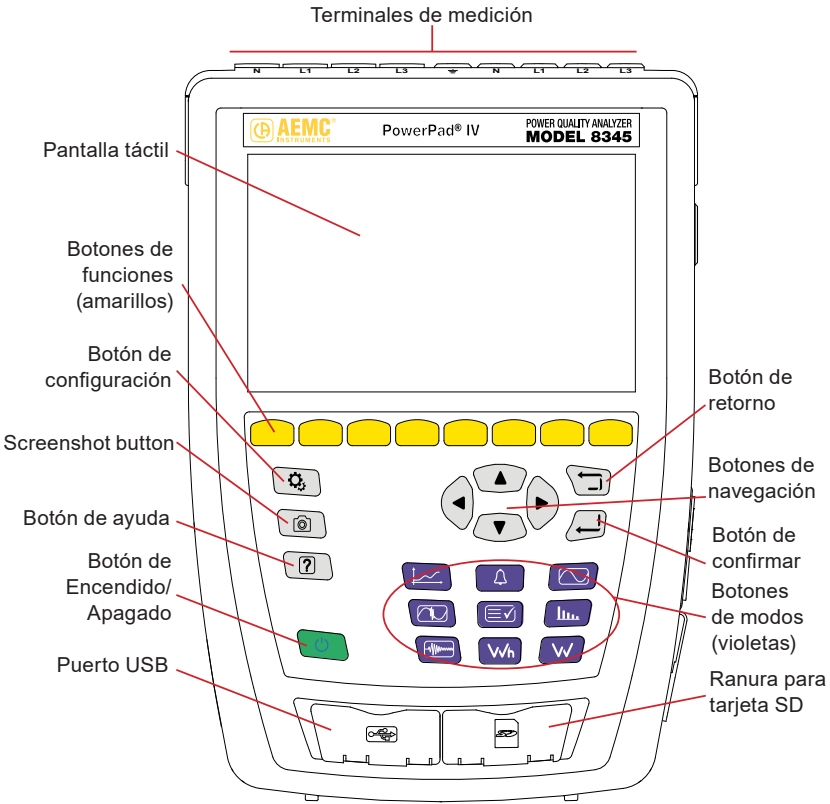 Terminales de medición
N L1 L2 L3 N L1 L2 L3
AEMC®
INSTRUMENTS
PowerPad® IV
POWER QUALITY ANALYZER
MODEL 8345
Pantalla táctil
Botones de
funciones
(amarillos)
Botón de
configuración
Screenshot button
Botón de ayuda
Botón de
Encendido/
Apagado
Puerto USB
Botón de
retorno
Botones de
navegación
Botón de
confirmar
Botones
de modos
(violetas)
Ranura para
tarjeta SD
?
Wh
W